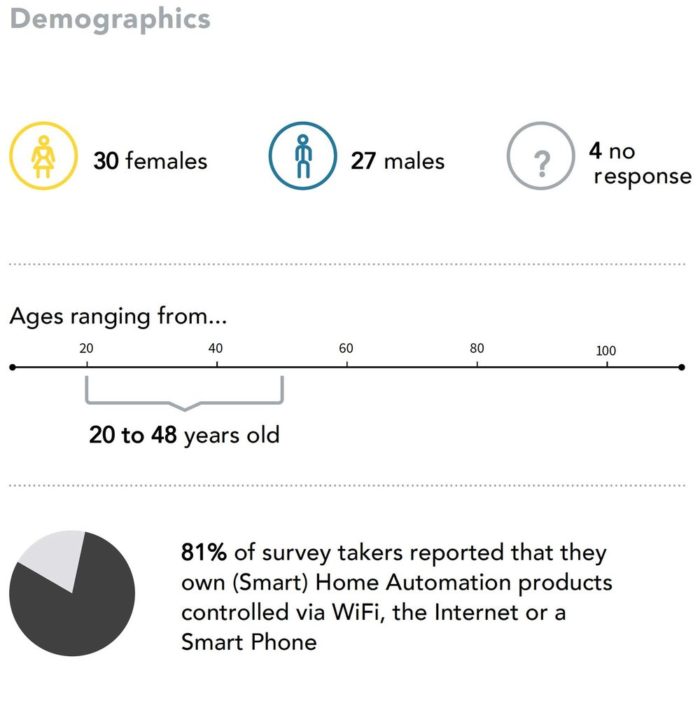 Demographics
30 females
27 males
?
4 no
response
Ages ranging from...
20 40 60 80 100
20 to 48 years old
81% of survey takers reported that they
own (Smart) Home Automation products
controlled via WiFi, the Internet or a
Smart Phone